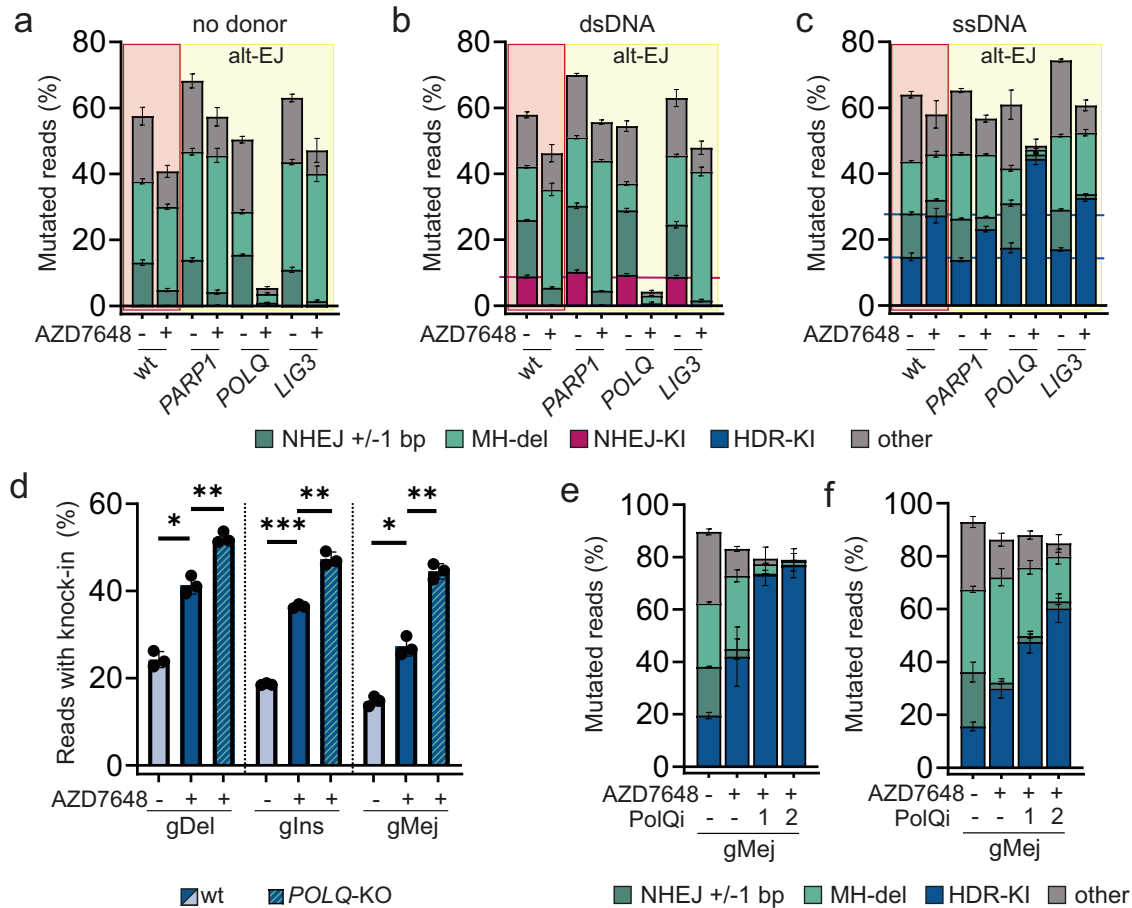 a
no donor
Mutated reads (%)
80
60
40
20
0
alt-EJ
AZD7648 - + - + - + - +
wt PARP1 POLQ LIG3
b
dsDNA
Mutated reads (%)
80
60
40
20
0
alt-EJ
AZD7648 - + - + - + - +
wt PARP1 POLQ LIG3
c
ssDNA
Mutated reads (%)
80
60
40
20
0
alt-EJ
AZD7648 - + - + - + - +
wt PARP1 POLQ LIG3
NHEJ +/-1 bp MH-del NHEJ-KI HDR-KI other
d
Reads with knock-in (%)
60
40
20
0
* ** *** ** * **
AZD7648 - + + - + + - + +
gDel gIns gMej
wt POLQ-KO
e
Mutated reads (%)
100
80
60
40
20
0
AZD7648 - + + +
PolQi - - 1 2
gMej
f
Mutated reads (%)
100
80
60
40
20
0
AZD7648 - + + +
PolQi - - 1 2
gMej
NHEJ +/-1 bp MH-del HDR-KI other